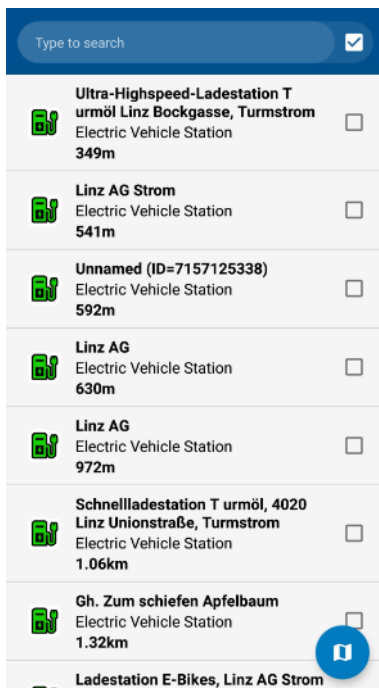 Type to search
Ultra-Highspeed-Ladestation T
urmöl Linz Bockgasse, Turmstrom
Electric Vehicle Station
349m
Linz AG Strom
Electric Vehicle Station
541m
Unnamed (ID=7157125338)
Electric Vehicle Station
592m
Linz AG
Electric Vehicle Station
630m
Linz AG
Electric Vehicle Station
972m
Schnellladestation T urmöl, 4020
Linz Unionstraße, Turmstrom
Electric Vehicle Station
1.06km
Gh. Zum schiefen Apfelbaum
Electric Vehicle Station
1.32km
Ladestation E-Bikes, Linz AG Strom